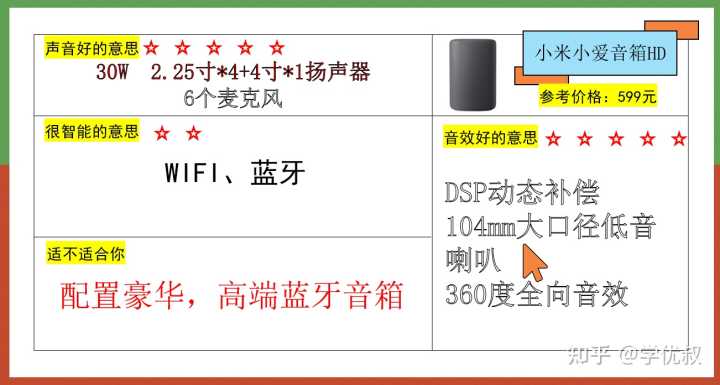 声音好的意思☆ ☆ ☆ ☆ ☆
30W 2.25寸*4+4寸*1扬声器
6个麦克风
小米小爱音箱HD
参考价格：599元
很智能的意思 ☆ ☆
WIFI、蓝牙
音效好的意思 ☆ ☆ ☆ ☆ ☆
DSP动态补偿
104mm大口径低音
喇叭
360度全向音效
适不适合你
配置豪华，高端蓝牙音箱
知乎 @学优叔